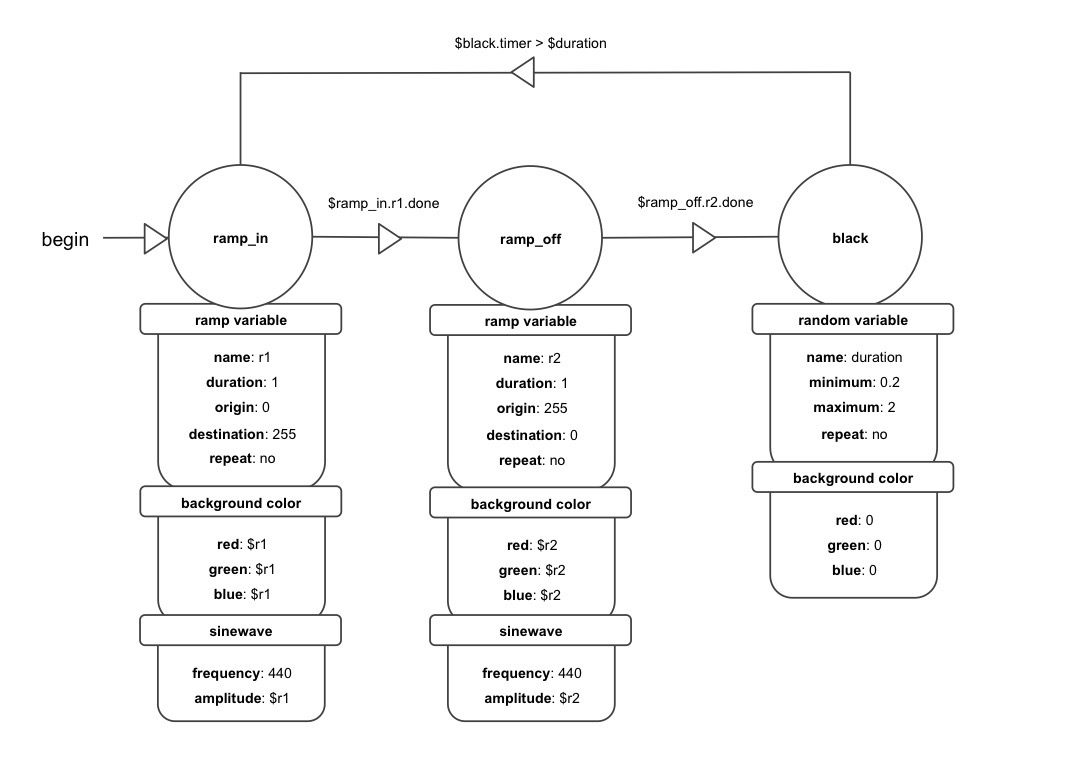 $black.timer > $duration
$ramp_in.r1.done
$ramp_off.r2.done
begin
ramp_in
ramp_off
black
ramp variable
name: r1
duration: 1
origin: 0
destination: 255
repeat: no
background color
red: $r1
green: $r1
blue: $r1
sinewave
frequency: 440
amplitude: $r1
ramp variable
name: r2
duration: 1
origin: 255
destination: 0
repeat: no
background color
red: $r2
green: $r2
blue: $r2
sinewave
frequency: 440
amplitude: $r2
random variable
name: duration
minimum: 0.2
maximum: 2
repeat: no
background color
red: 0
green: 0
blue: 0